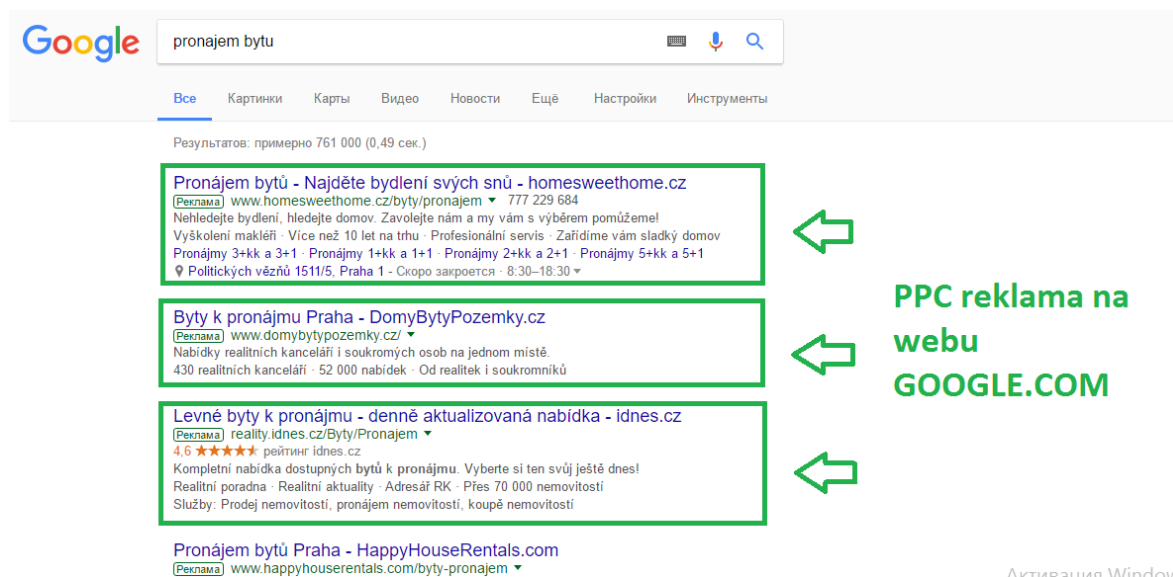 Google
pronajem bytu
Все Картинки Карты Видео Новости Ещё Настройки Инструменты
Результатов: примерно 761 000 (0,49 сек.)
Pronájem bytů - Najděte bydlení svých snů - homesweethome.cz
Реклама www.homesweethome.cz/byty/pronajem ▼ 777 229 684
Nehledejte bydlení, hledejte domov. Zavolejte nám a my vám s výběrem pomůžeme!
Vyškolení makléři · Více než 10 let na trhu · Profesionální servis · Zařídíme vám sladký domov
Pronájmy 3+kk a 3+1 · Pronájmy 1+kk a 1+1 · Pronájmy 2+kk a 2+1 · Pronájmy 5+kk a 5+1
Politických vězňů 1511/5, Praha 1 - Скоро закроется · 8:30–18:30 ▼
PPC reklama na
webu
GOOGLE.COM
Byty k pronájmu Praha - DomyBytyPozemky.cz
Реклама www.domybytypozemky.cz/ ▼
Nabídky realitních kanceláří i soukromých osob na jednom místě.
430 realitních kanceláří · 52 000 nabídek · Od realitek i soukromníků
Levné byty k pronájmu - denně aktualizovaná nabídka - idnes.cz
Реклама reality.idnes.cz/Byty/Pronajem ▼
4,6 ★★★★★ рейтинг idnes.cz
Kompletní nabídka dostupných bytů k pronájmu. Vyberte si ten svůj ještě dnes!
Realitní poradna · Realitní aktuality · Adresář RK · Přes 70 000 nemovitostí
Služby: Prodej nemovitostí, pronájem nemovitostí, koupě nemovitostí
Pronájem bytů Praha - HappyHouseRentals.com
Реклама www.happyhouserentals.com/byty-pronajem ▼